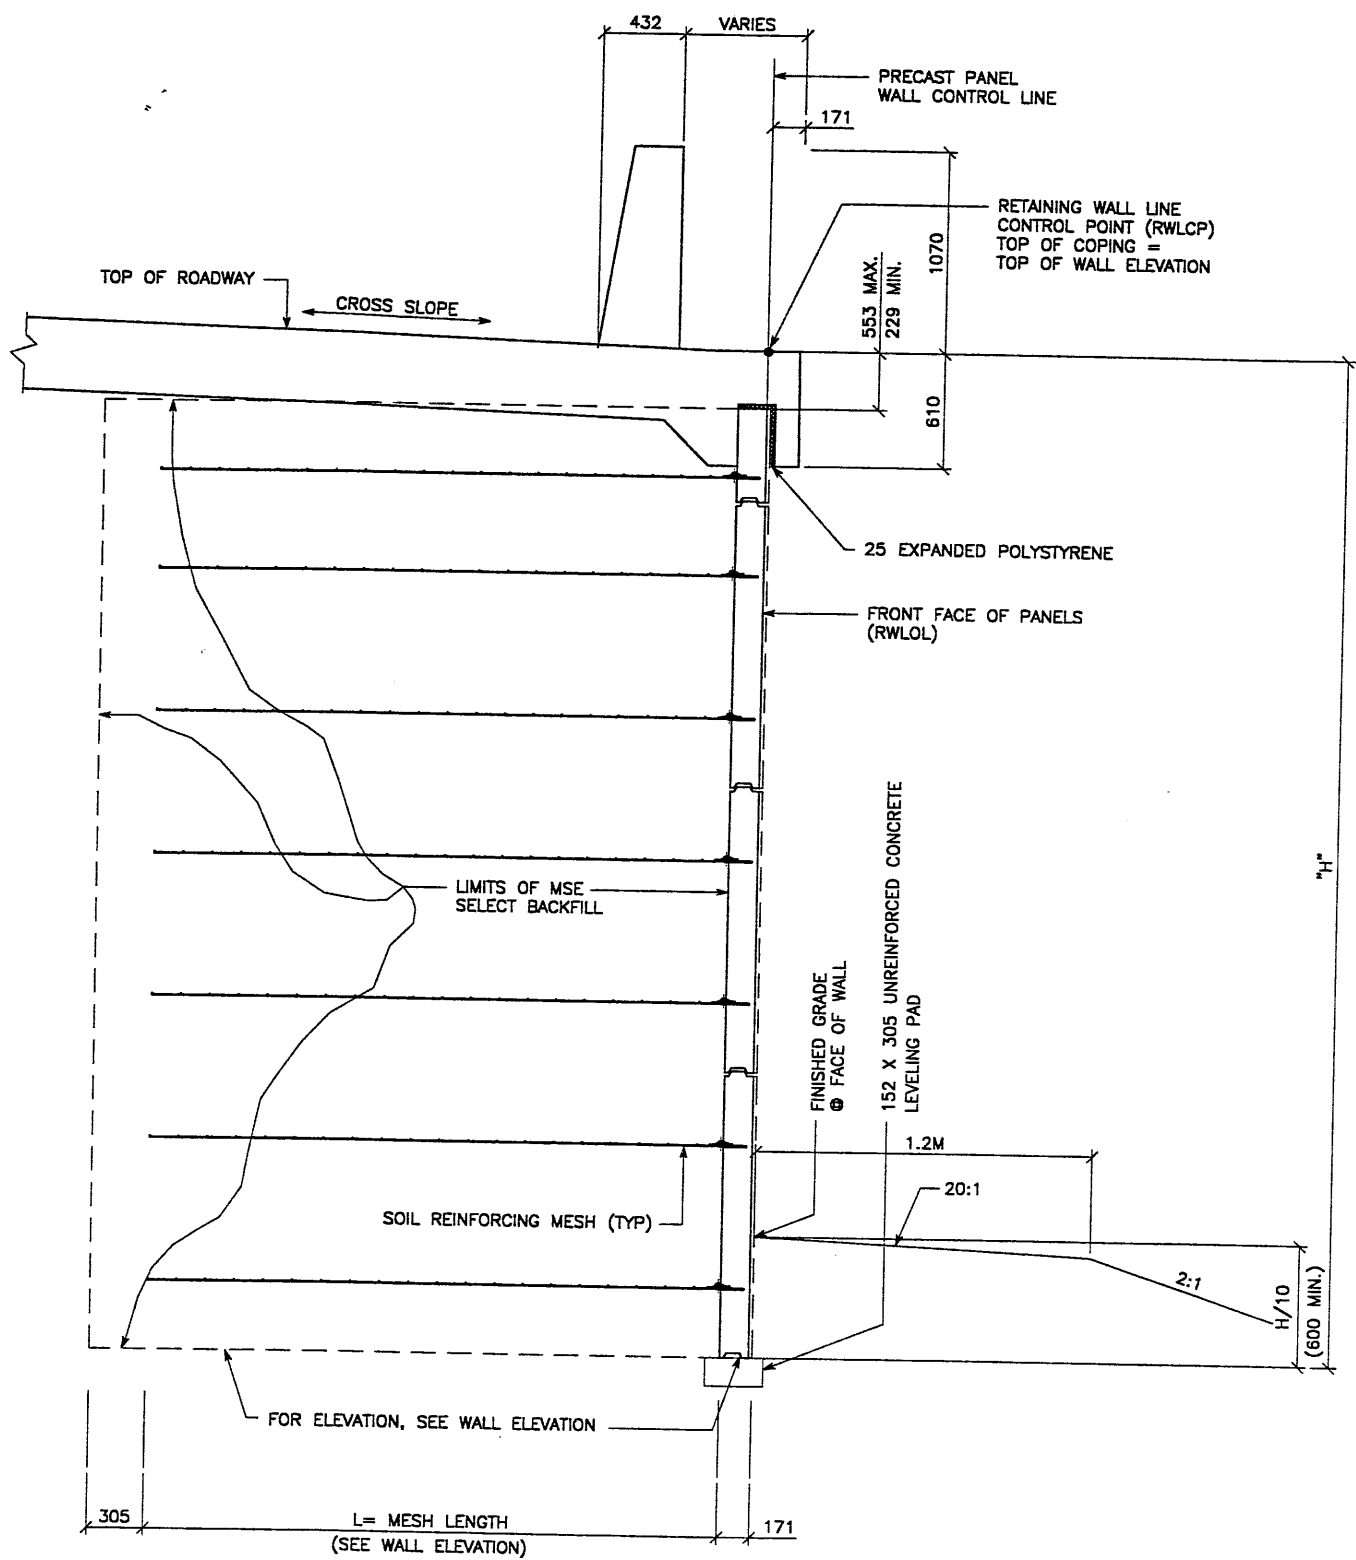 432
VARIES
PRECAST PANEL
WALL CONTROL LINE
171
RETAINING WALL LINE
CONTROL POINT (RWLCP)
TOP OF COPING =
TOP OF WALL ELEVATION
1070
553 MAX.
229 MIN.
TOP OF ROADWAY
CROSS SLOPE
610
25 EXPANDED POLYSTYRENE
FRONT FACE OF PANELS
(RWLOL)
"H"
LIMITS OF MSE
SELECT BACKFILL
FINISHED GRADE
@ FACE OF WALL
152 X 305 UNREINFORCED CONCRETE
LEVELING PAD
1.2M
20:1
SOIL REINFORCING MESH (TYP)
2:1
H/10
(600 MIN.)
FOR ELEVATION, SEE WALL ELEVATION
305
L= MESH LENGTH
(SEE WALL ELEVATION)
171